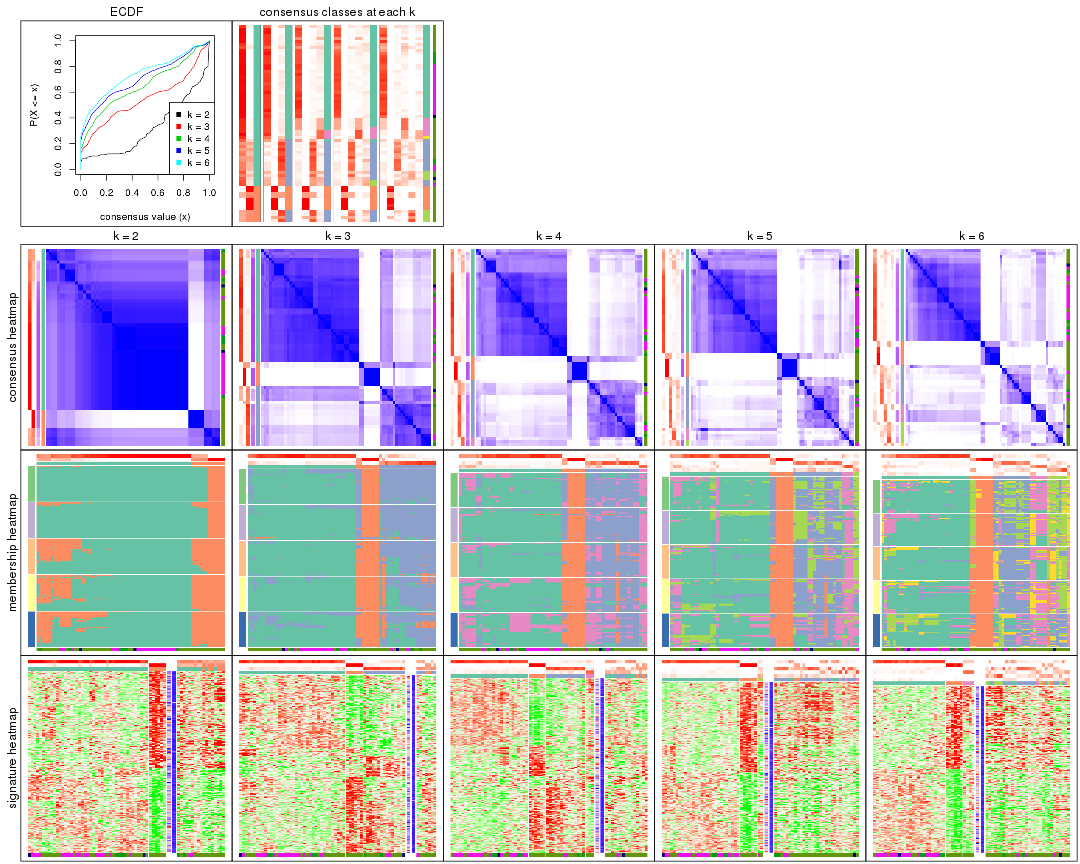 ECDF
consensus classes at each k
P(X <= x)
0.0
0.2
0.4
0.6
0.8
1.0
k = 2
k = 3
k = 4
k = 5
k = 6
0.0 0.2 0.4 0.6 0.8 1.0
consensus value (x)
k = 2
k = 3
k = 4
k = 5
k = 6
consensus heatmap
membership heatmap
signature heatmap